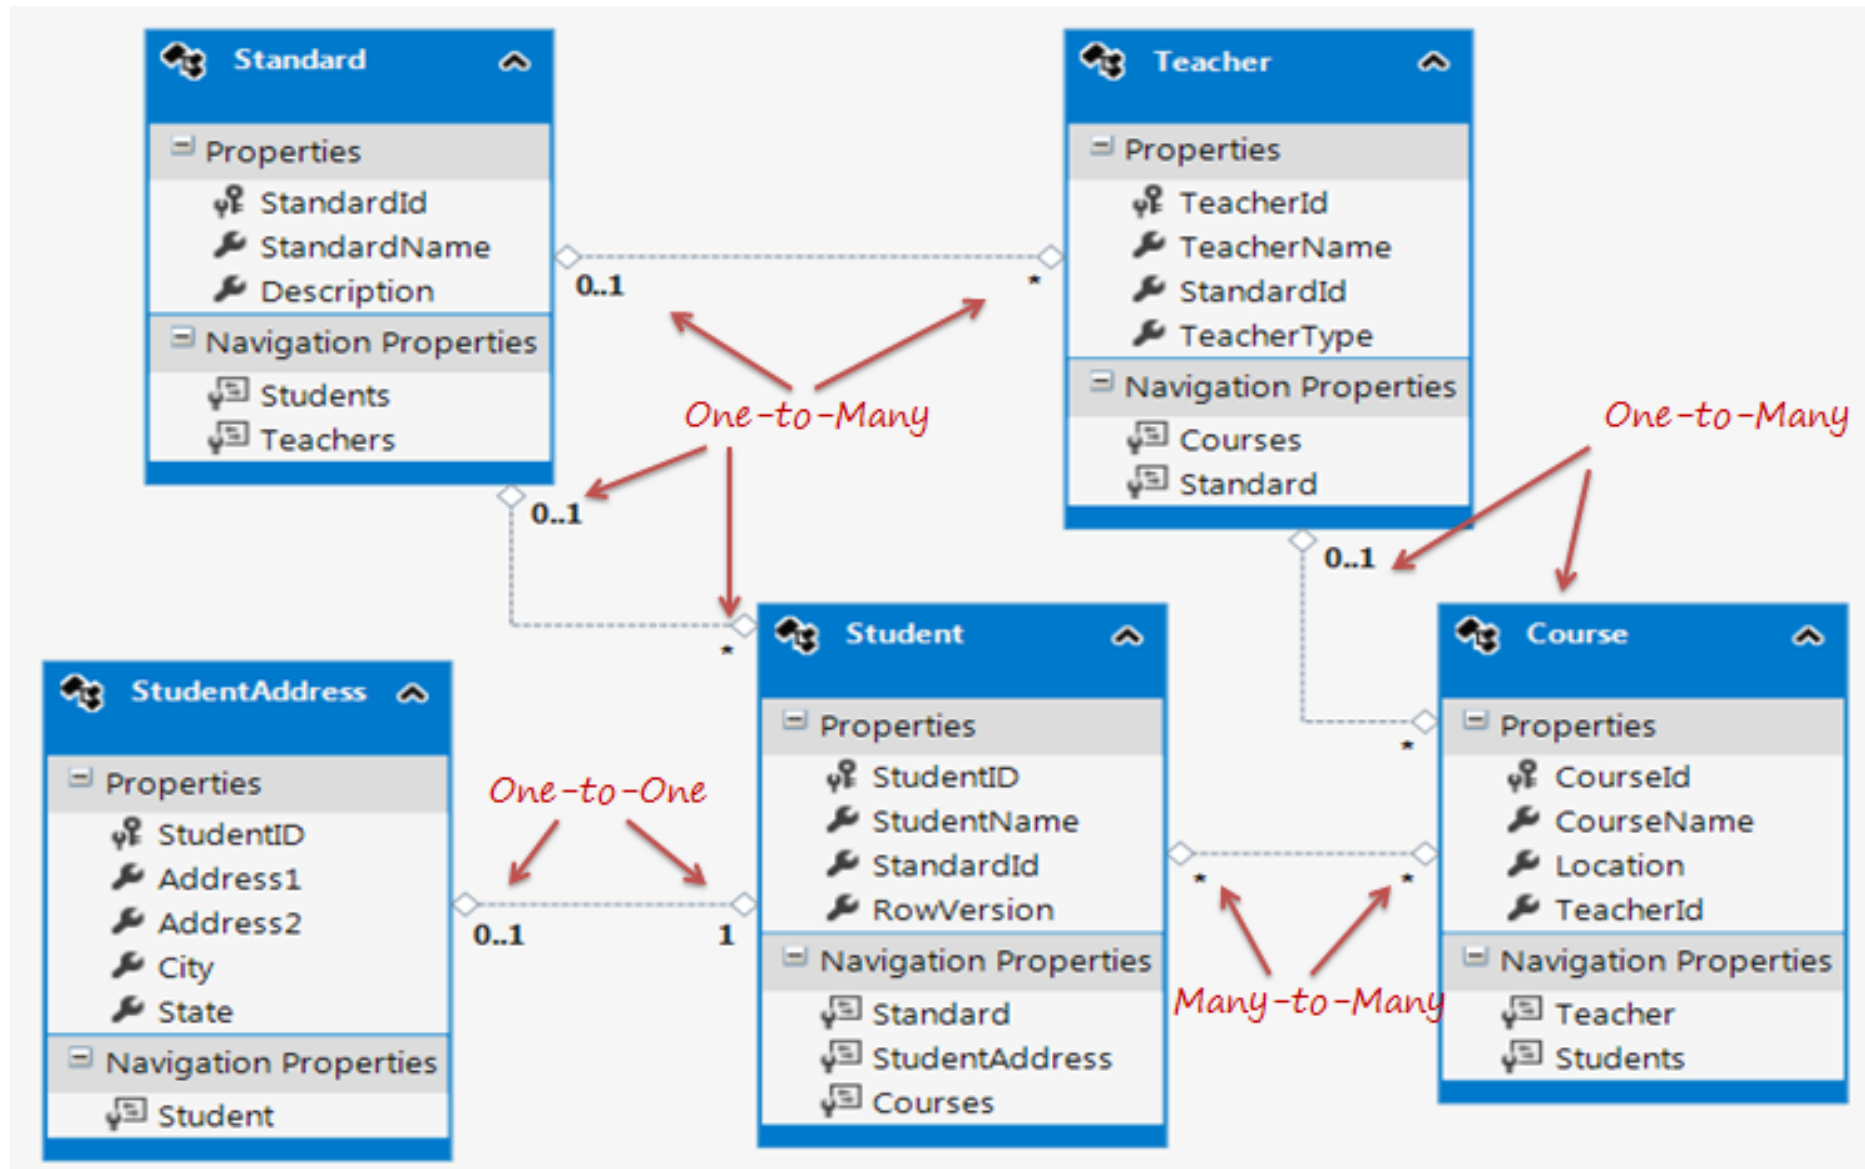 Standard
Properties
StandardId
StandardName
Description
Navigation Properties
Students
Teachers
Teacher
Properties
TeacherId
TeacherName
StandardId
TeacherType
Navigation Properties
Courses
Standard
0..1
*
One-to-Many
One-to-Many
0..1
*
0..1
*
StudentAddress
Properties
StudentID
Address1
Address2
City
State
Navigation Properties
Student
One-to-One
0..1
1
Student
Properties
StudentID
StudentName
StandardId
RowVersion
Navigation Properties
Standard
StudentAddress
Courses
*
*
Many-to-Many
Course
Properties
CourseId
CourseName
Location
TeacherId
Navigation Properties
Teacher
Students